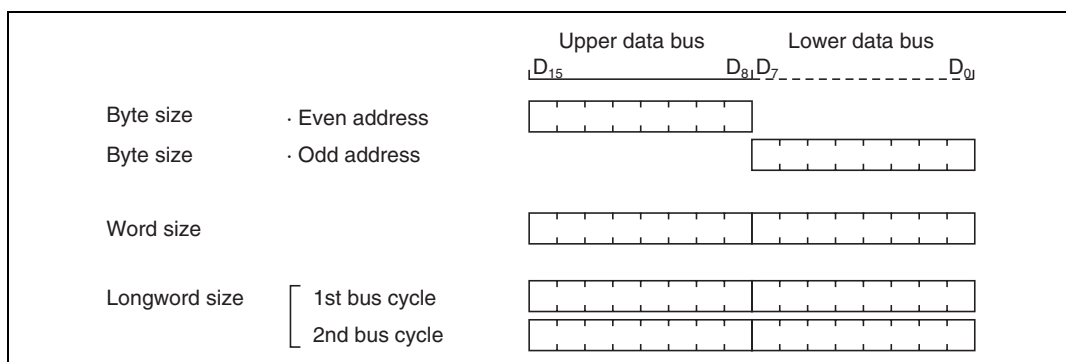 Upper data bus Lower data bus
D15 D8 D7 D0
Byte size · Even address
Byte size · Odd address
Word size
Longword size 1st bus cycle
2nd bus cycle